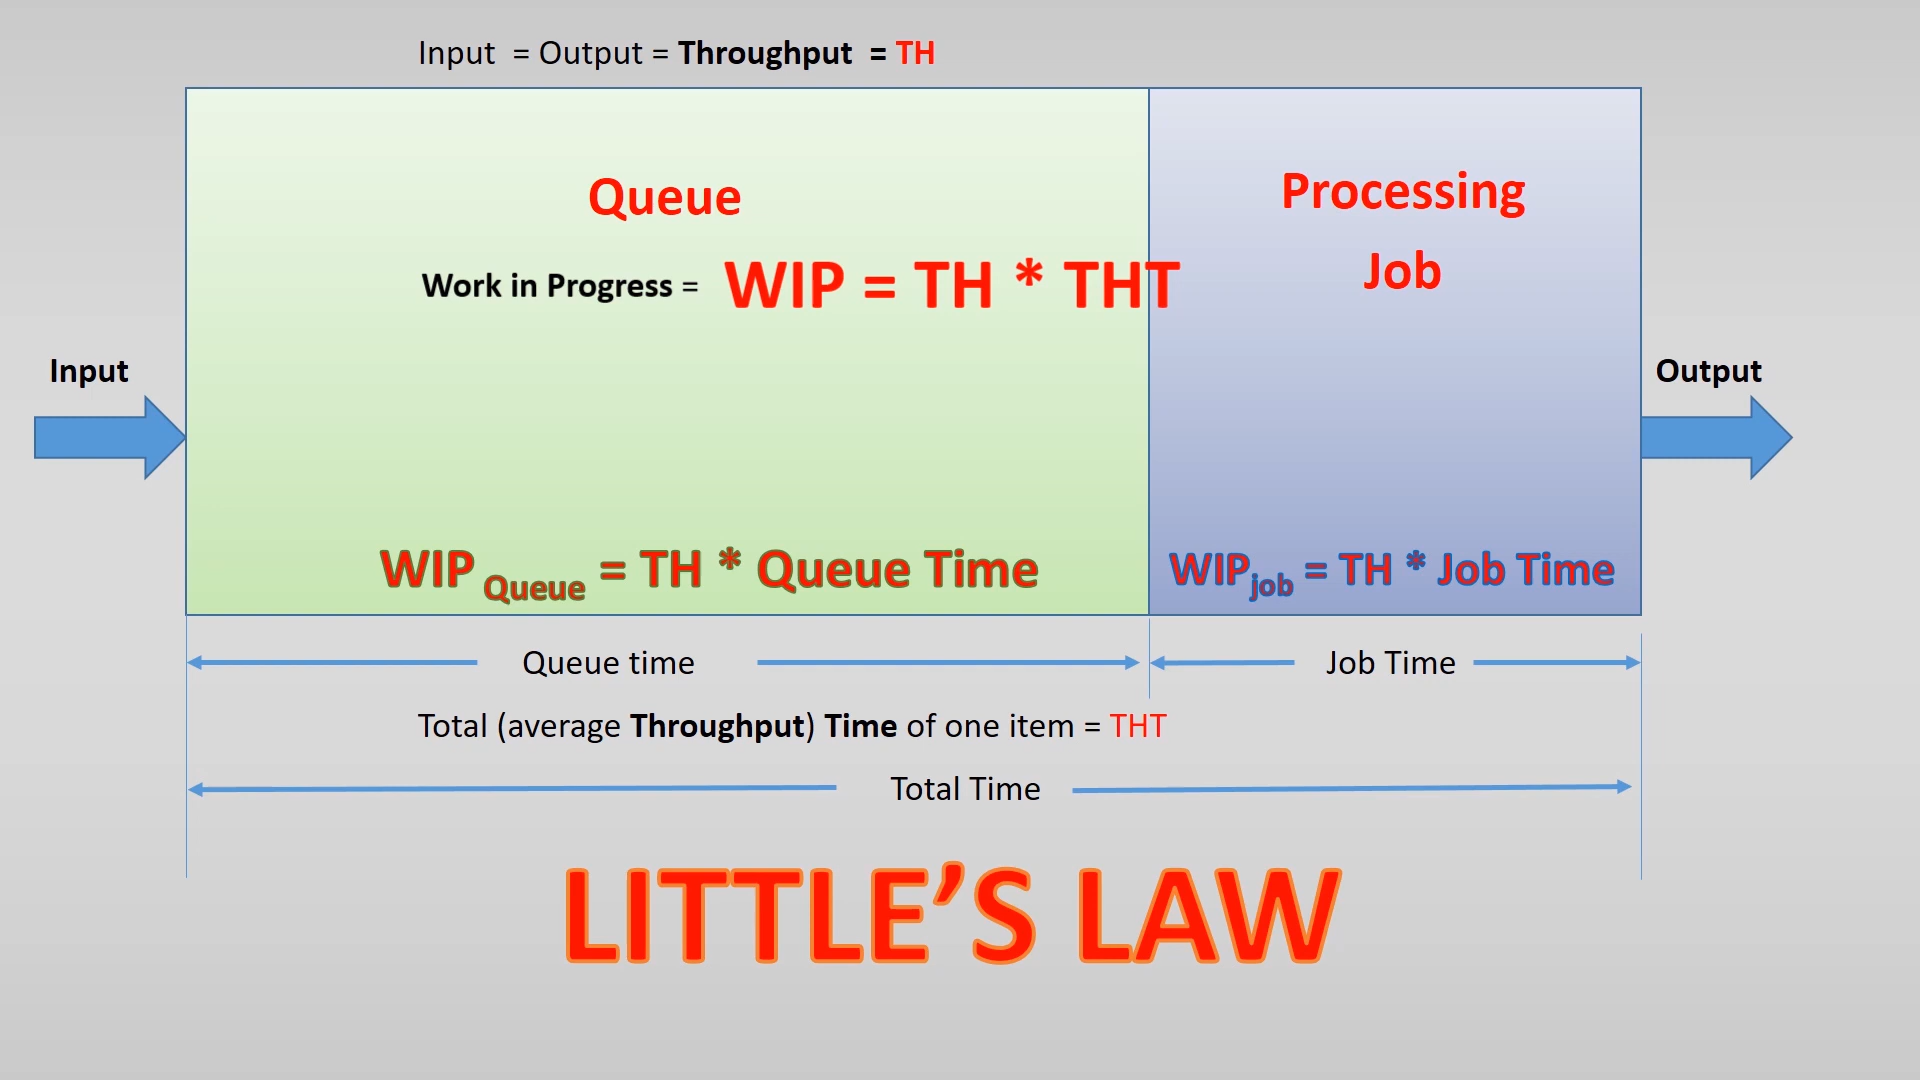 Input = Output = Throughput = TH
Queue
Processing
Job
Work in Progress = WIP = TH * THT
Input
Output
WIP Queue = TH * Queue Time
WIPjob = TH * Job Time
Queue time
Job Time
Total (average Throughput) Time of one item = THT
Total Time
LITTLE’S LAW